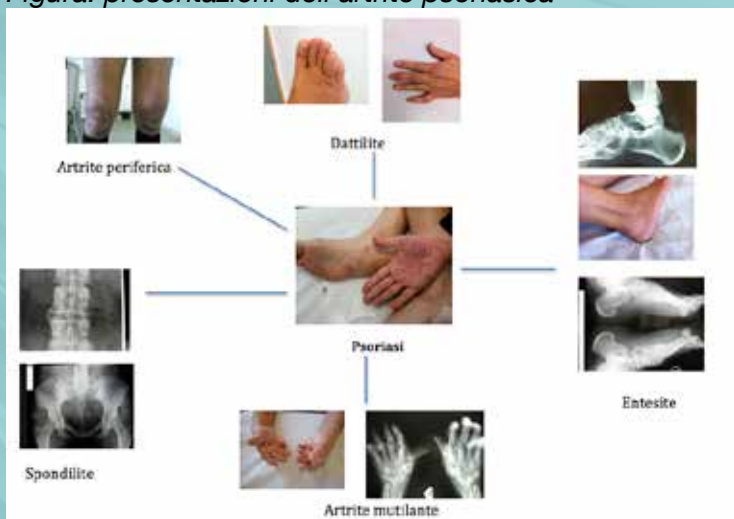 Figura: presentazioni dell'artrite psoriasica
Dattilite
Artrite periferica
Psoriasi
Entesite
Spondilite
Artrite mutilante